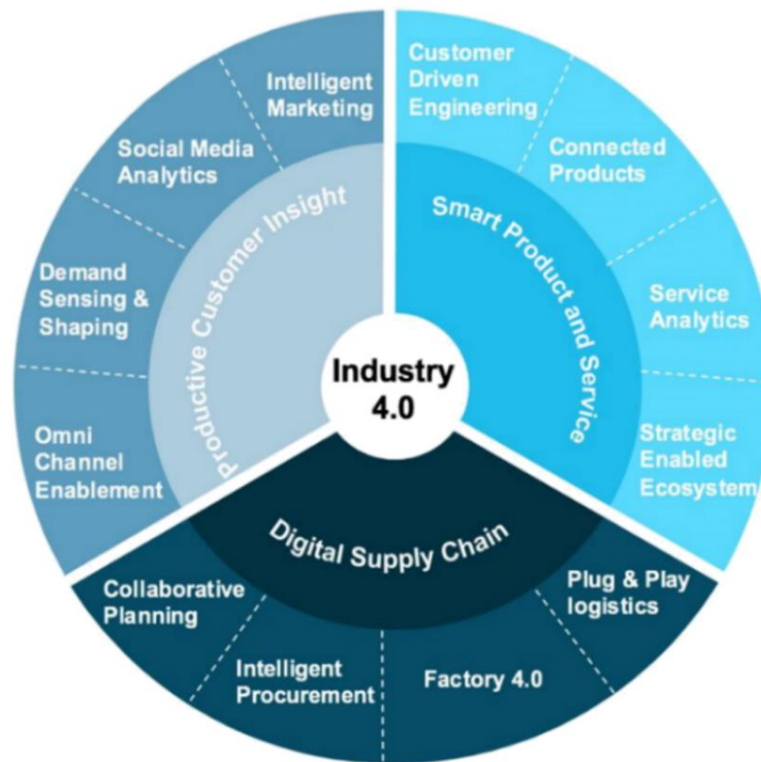 Intelligent
Marketing
Social Media
Analytics
Demand
Sensing &
Shaping
Omni
Channel
Enablement
Productive Customer Insight
Customer
Driven
Engineering
Connected
Products
Service
Analytics
Strategic
Enabled
Ecosystem
Smart Product and Service
Industry
4.0
Digital Supply Chain
Collaborative
Planning
Intelligent
Procurement
Factory 4.0
Plug & Play
logistics